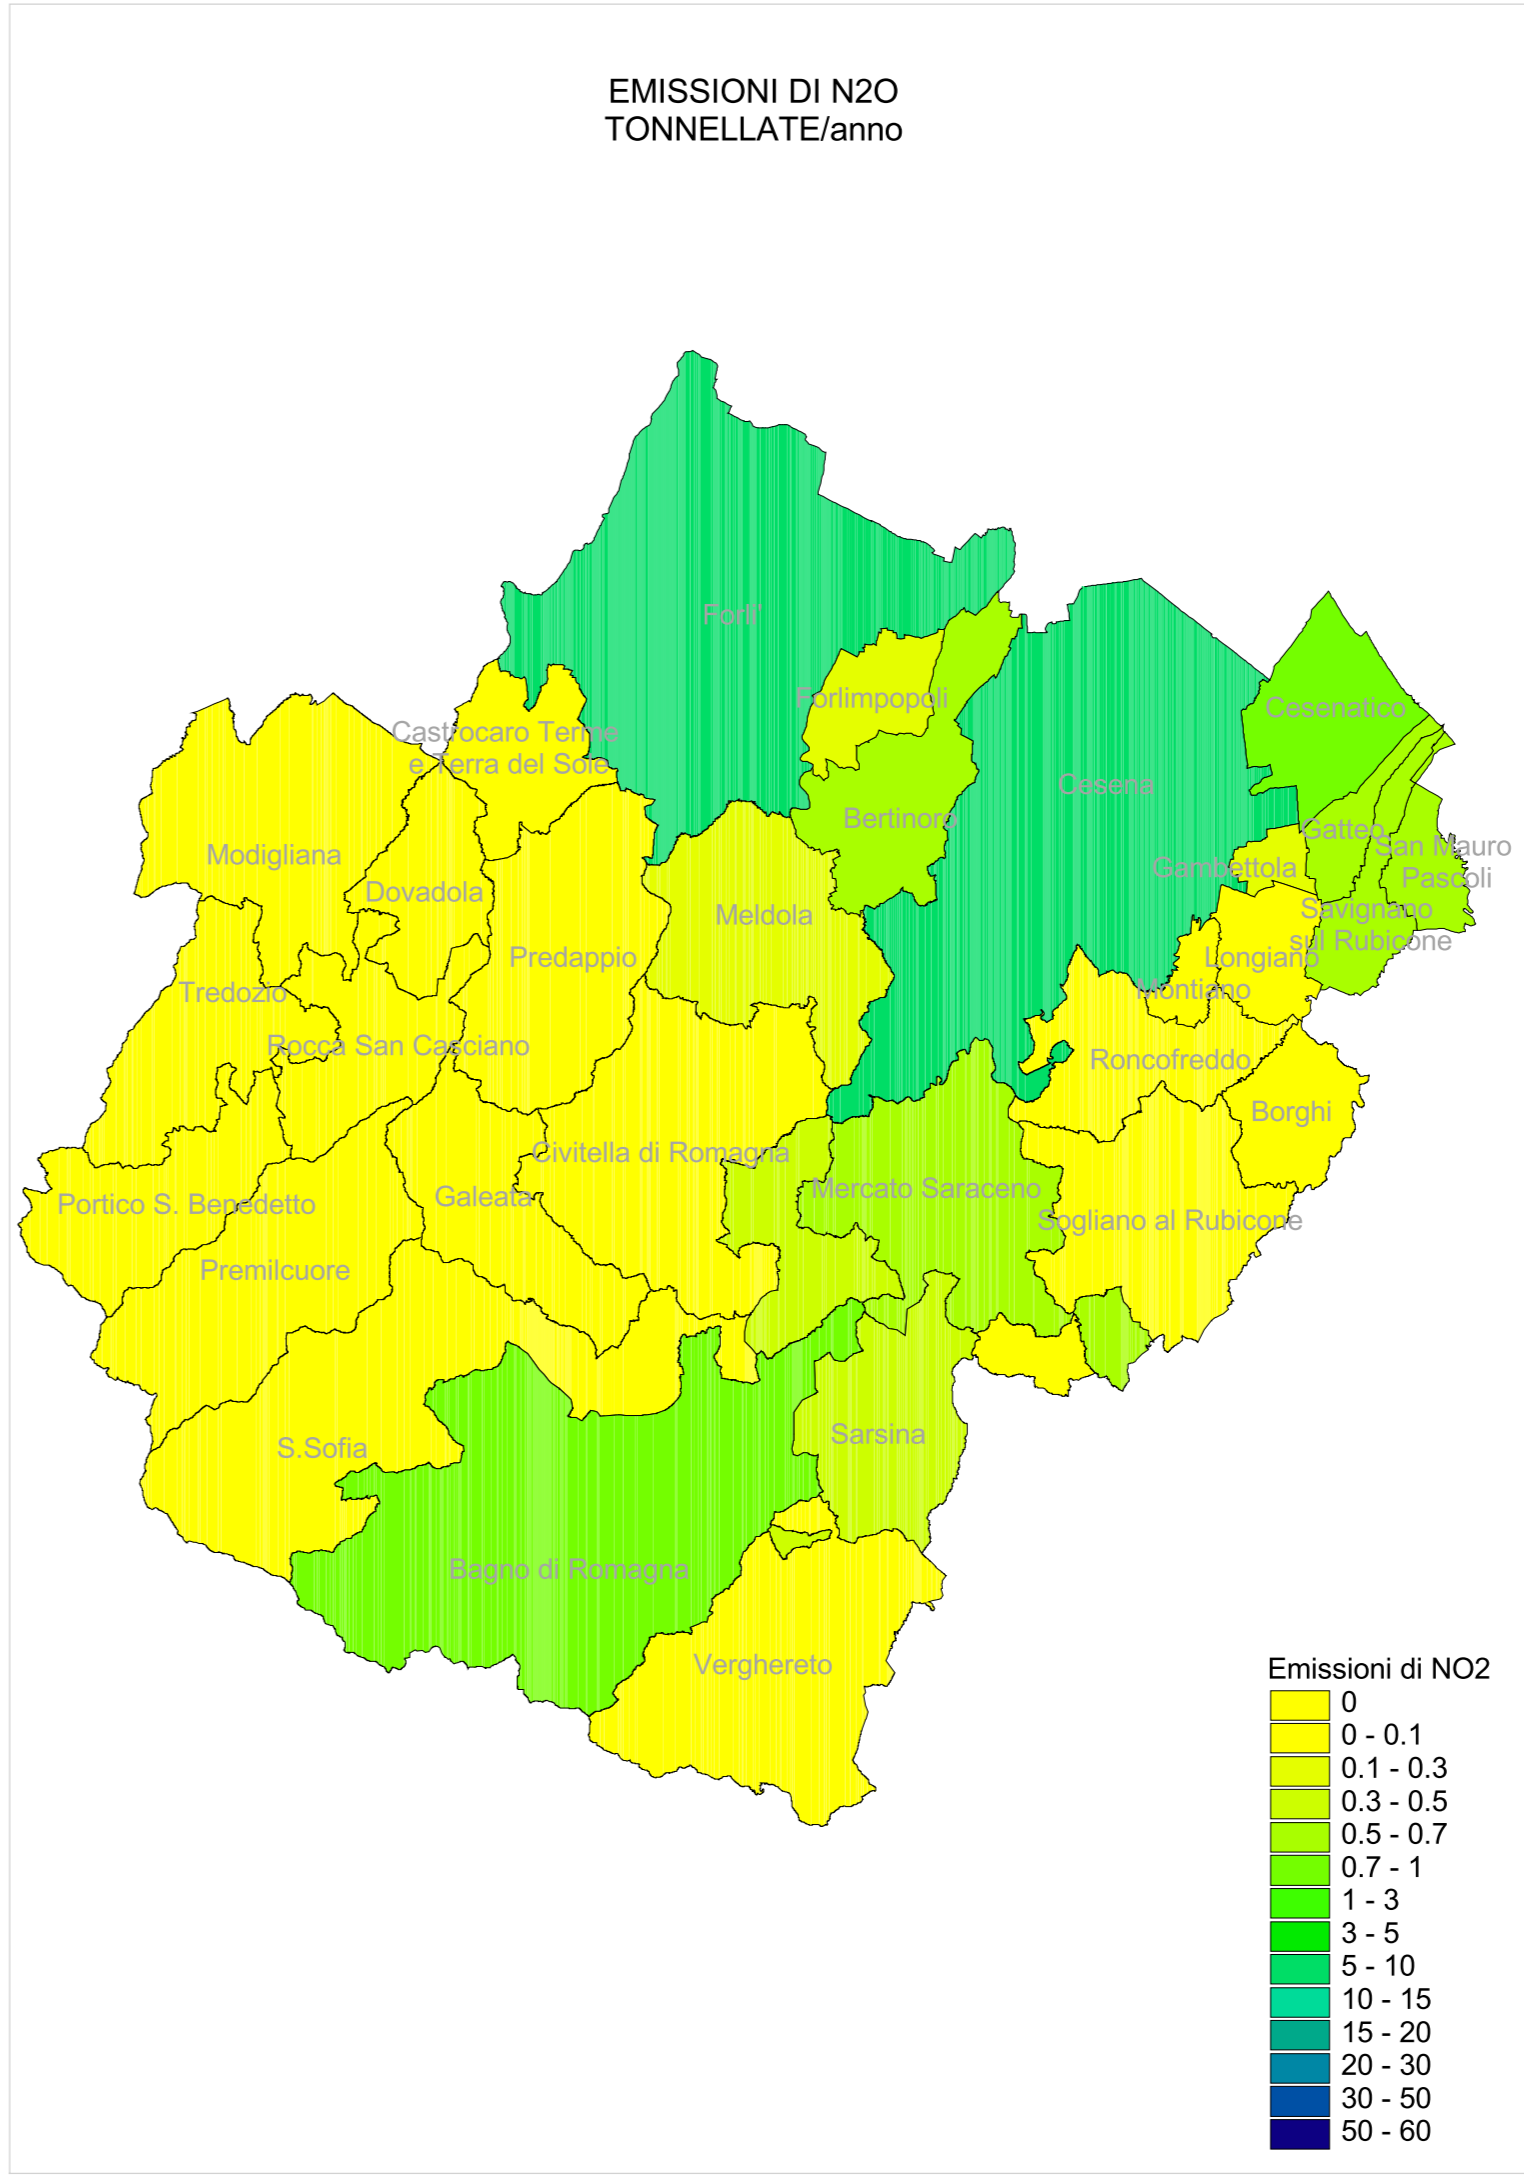 EMISSIONI DI N2O
TONNELLATE/anno
Forli'
Forlimpopoli
Cesenatico
Castrocaro Terme
e Terra del Sole
Cesena
Bertinoro
Gatteo
San Mauro
Pascoli
Modigliana
Gambettola
Dovadola
Meldola
Savignano
sul Rubicone
Predappio
Longiano
Tredozio
Montiano
Rocca San Casciano
Roncofreddo
Borghi
Civitella di Romagna
Galeata
Mercato Saraceno
Portico S. Benedetto
Sogliano al Rubicone
Premilcuore
Sarsina
S.Sofia
Bagno di Romagna
Verghereto
Emissioni di NO2
0
0 - 0.1
0.1 - 0.3
0.3 - 0.5
0.5 - 0.7
0.7 - 1
1 - 3
3 - 5
5 - 10
10 - 15
15 - 20
20 - 30
30 - 50
50 - 60